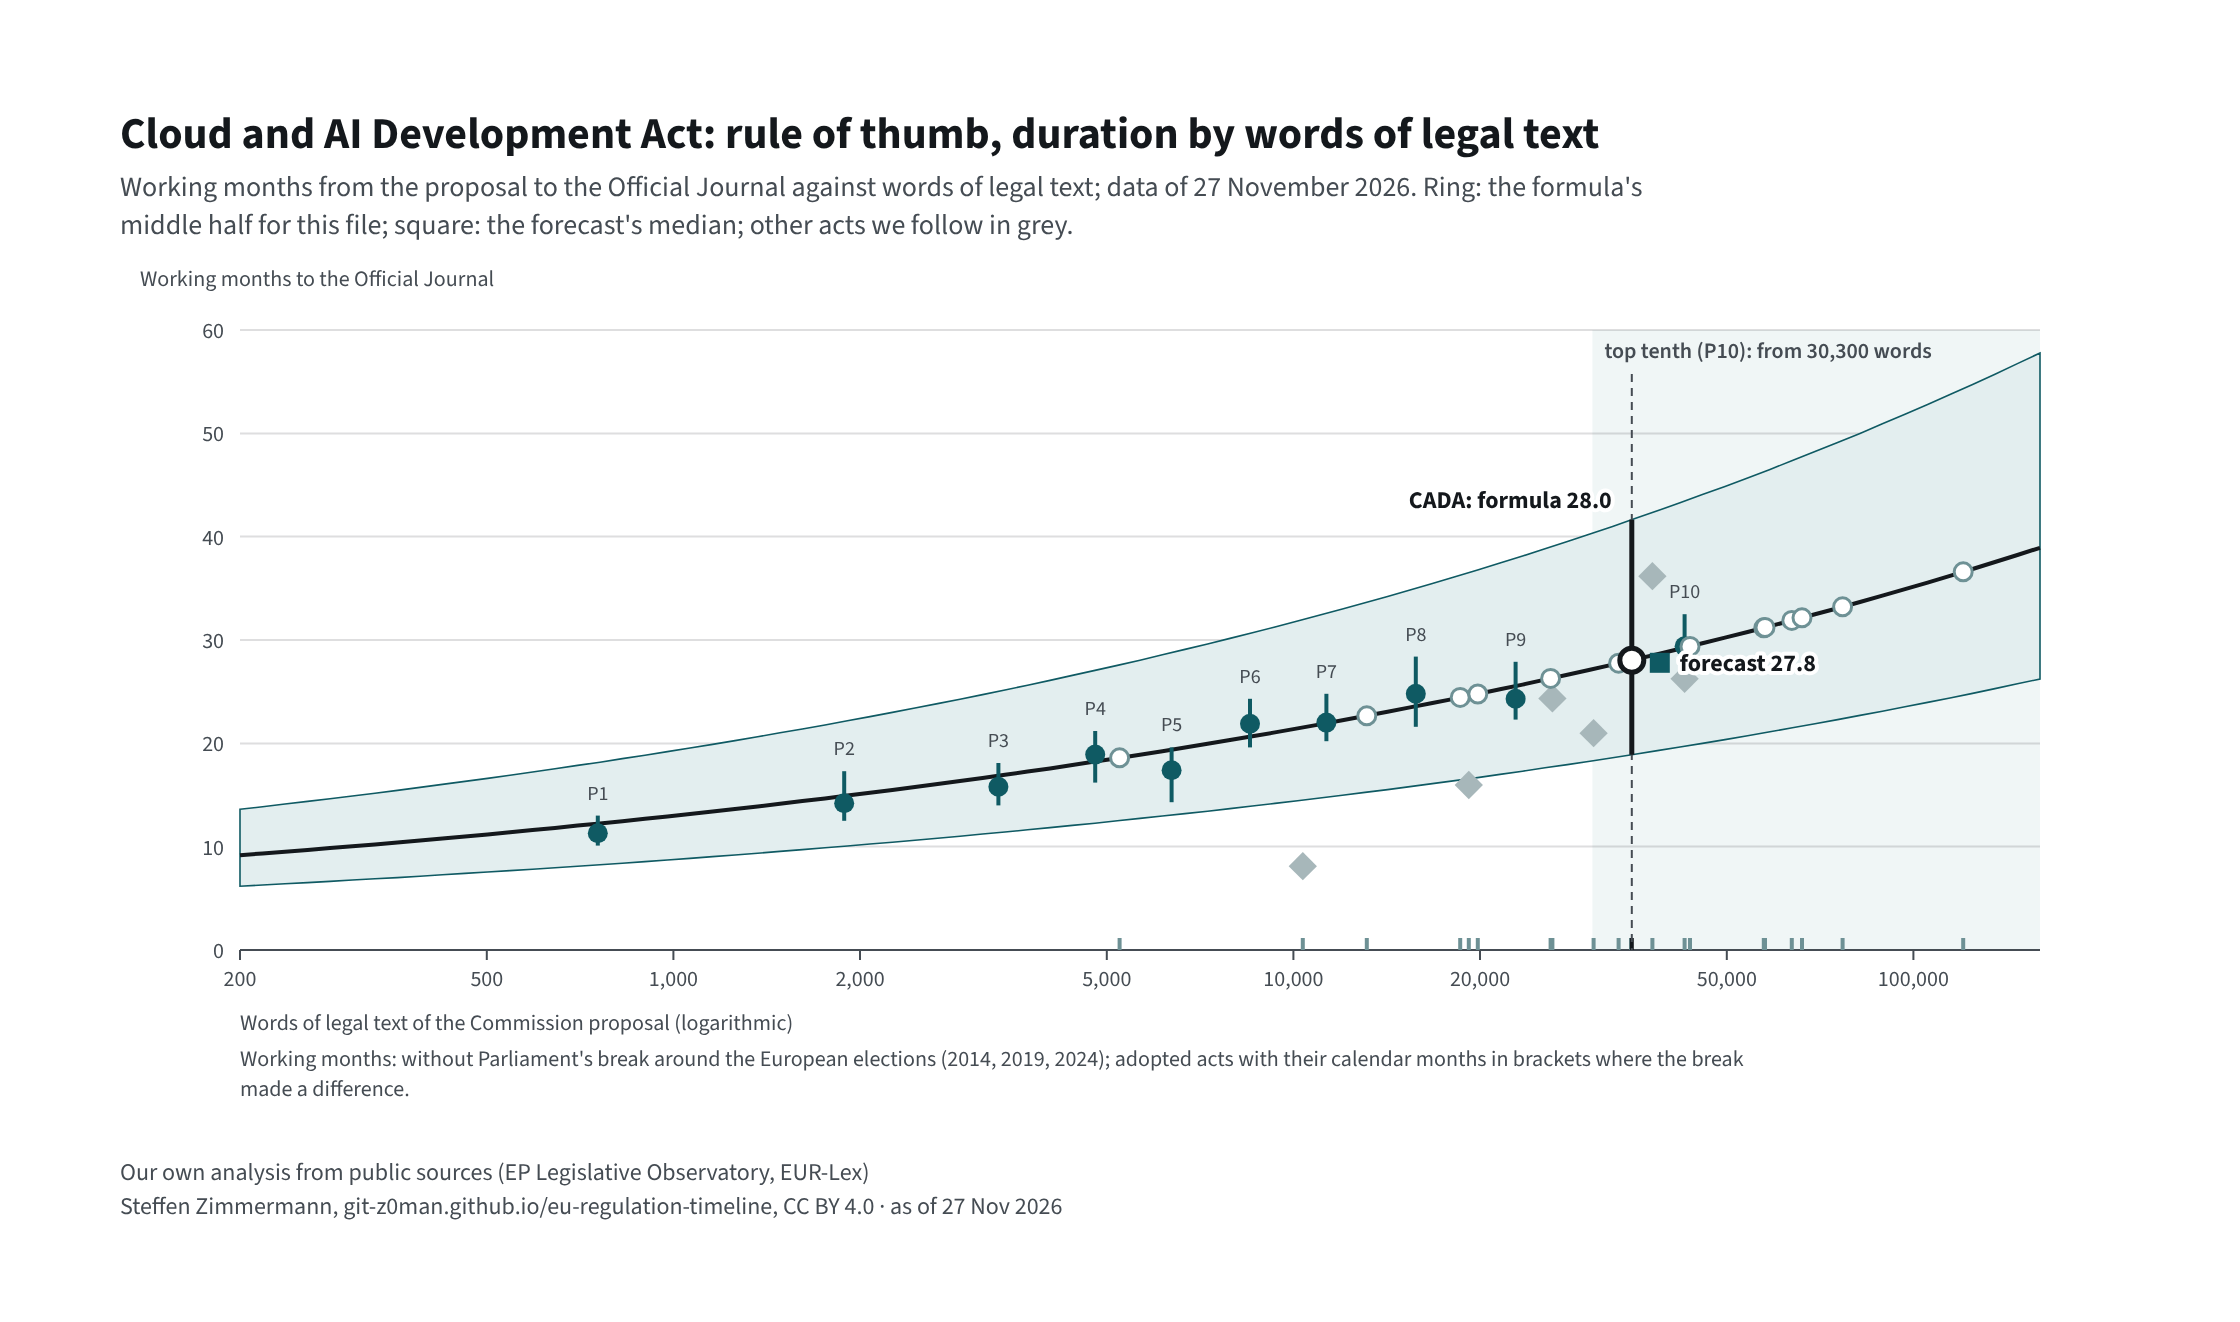 Cloud and AI Development Act: rule of thumb, duration by words of legal text
Working months from the proposal to the Official Journal against words of legal text; data of 27 November 2026. Ring: the formula's
middle half for this file; square: the forecast's median; other acts we follow in grey.
Working months to the Official Journal
60
top tenth (P10): from 30,300 words
50
CADA: formula 28.0
40
P10
30
P8
P9
forecast 27.8
P7
P6
P4
P5
P3
P2
20
P1
10
0
200
500
1,000
2,000
5,000
10,000
20,000
50,000
100,000
Words of legal text of the Commission proposal (logarithmic)
Working months: without Parliament's break around the European elections (2014, 2019, 2024); adopted acts with their calendar months in brackets where the break
made a difference.
Our own analysis from public sources (EP Legislative Observatory, EUR-Lex)
Steffen Zimmermann, git-z0man.github.io/eu-regulation-timeline, CC BY 4.0 · as of 27 Nov 2026